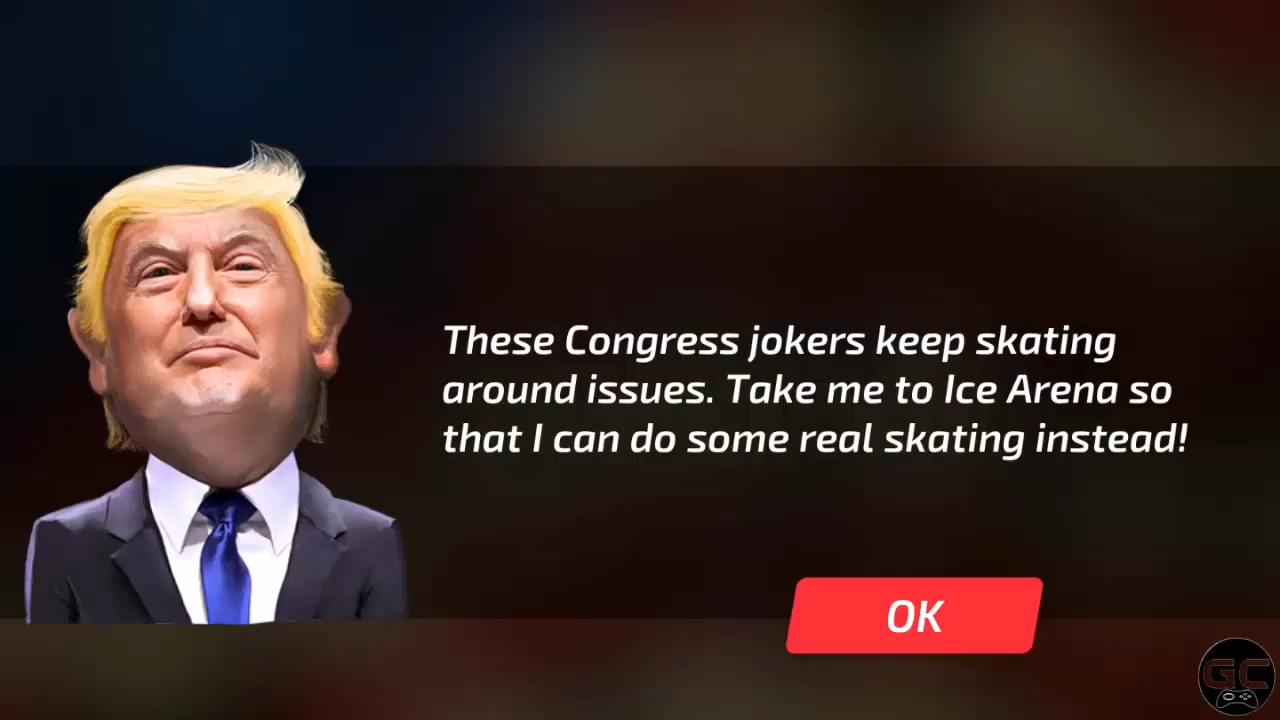 These Congress jokers keep skating
around issues. Take me to Ice Arena so
that I can do some real skating instead!
OK
GC